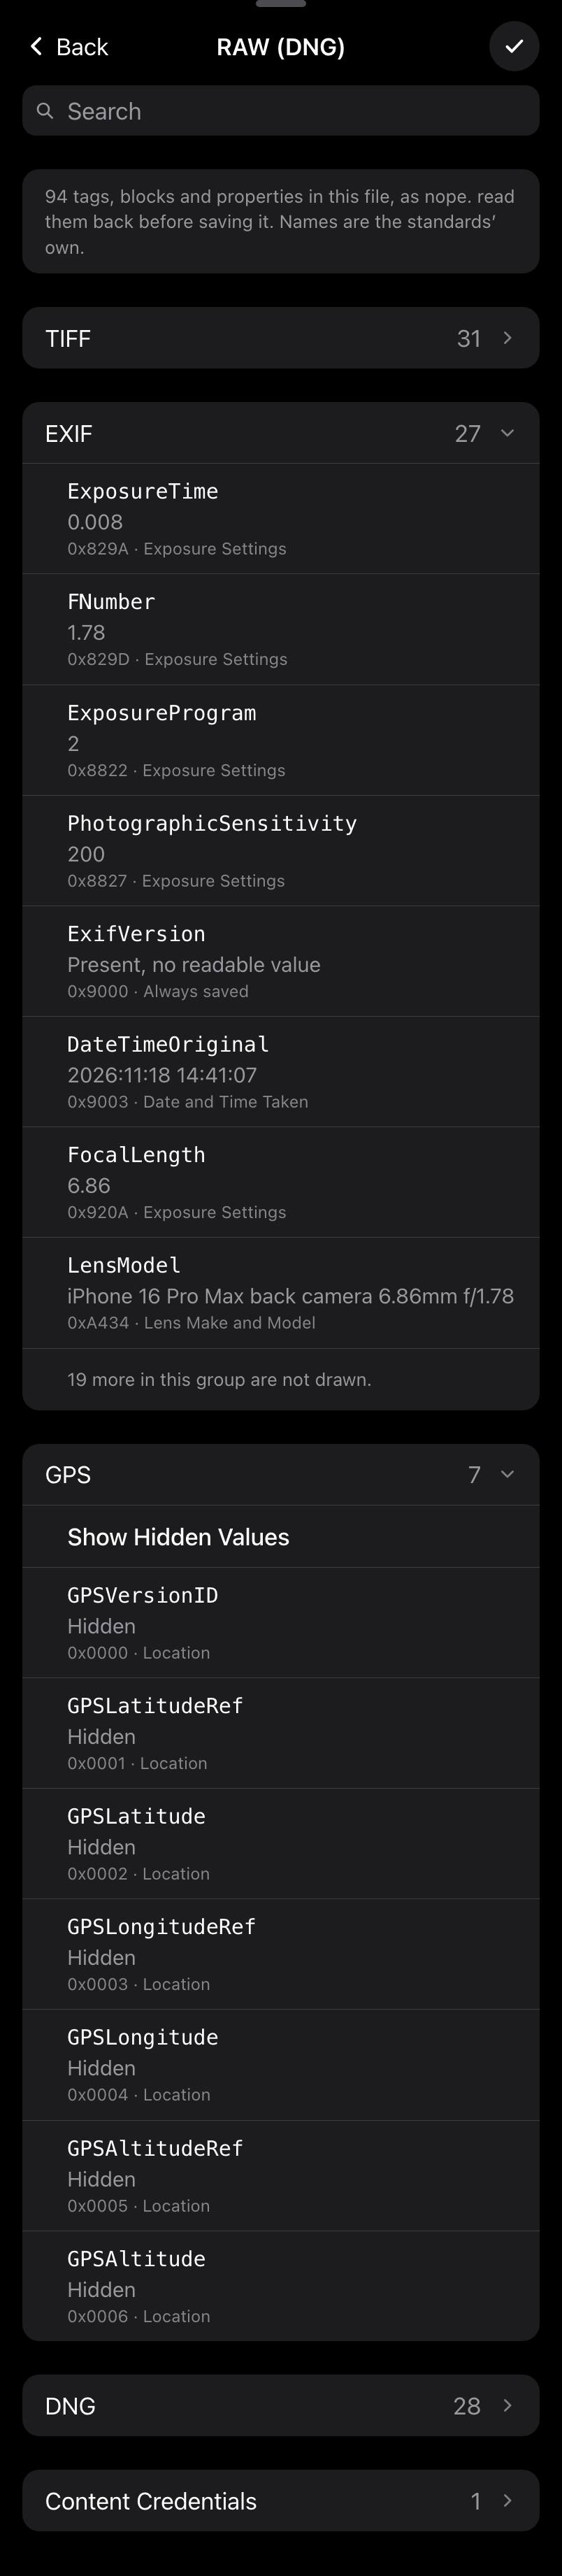 Back
RAW (DNG)
Search
94 tags, blocks and properties in this file, as nope. read
them back before saving it. Names are the standards’
own.
TIFF 31
EXIF 27
ExposureTime
0.008
0x829A · Exposure Settings
FNumber
1.78
0x829D · Exposure Settings
ExposureProgram
2
0x8822 · Exposure Settings
PhotographicSensitivity
200
0x8827 · Exposure Settings
ExifVersion
Present, no readable value
0x9000 · Always saved
DateTimeOriginal
2026:11:18 14:41:07
0x9003 · Date and Time Taken
FocalLength
6.86
0x920A · Exposure Settings
LensModel
iPhone 16 Pro Max back camera 6.86mm f/1.78
0xA434 · Lens Make and Model
19 more in this group are not drawn.
GPS 7
Show Hidden Values
GPSVersionID
Hidden
0x0000 · Location
GPSLatitudeRef
Hidden
0x0001 · Location
GPSLatitude
Hidden
0x0002 · Location
GPSLongitudeRef
Hidden
0x0003 · Location
GPSLongitude
Hidden
0x0004 · Location
GPSAltitudeRef
Hidden
0x0005 · Location
GPSAltitude
Hidden
0x0006 · Location
DNG 28
Content Credentials 1